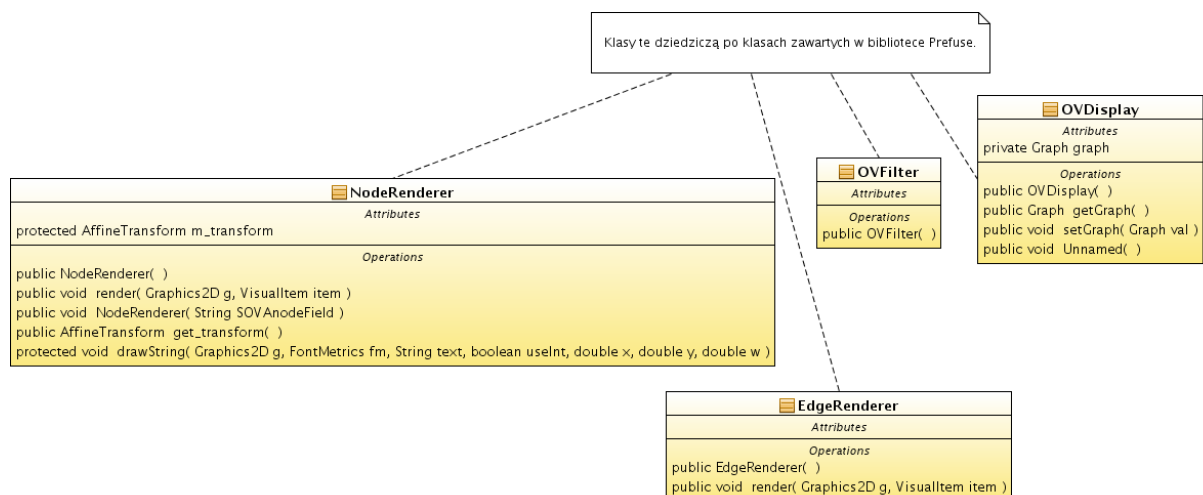 Klasy te dziedziczą po klasach zawartych w bibliotece Prefuse.
OVDisplay
Attributes
private Graph graph
Operations
public OVDisplay( )
public Graph getGraph( )
public void setGraph( Graph val )
public void Unnamed( )
OVFilter
Attributes
Operations
public OVFilter( )
NodeRenderer
Attributes
protected AffineTransform m_transform
Operations
public NodeRenderer( )
public void render( Graphics2D g, VisualItem item )
public void NodeRenderer( String SOVAnodeField )
public AffineTransform get_transform( )
protected void drawString( Graphics2D g, FontMetrics fm, String text, boolean useInt, double x, double y, double w )
EdgeRenderer
Attributes
Operations
public EdgeRenderer( )
public void render( Graphics2D g, VisualItem item )